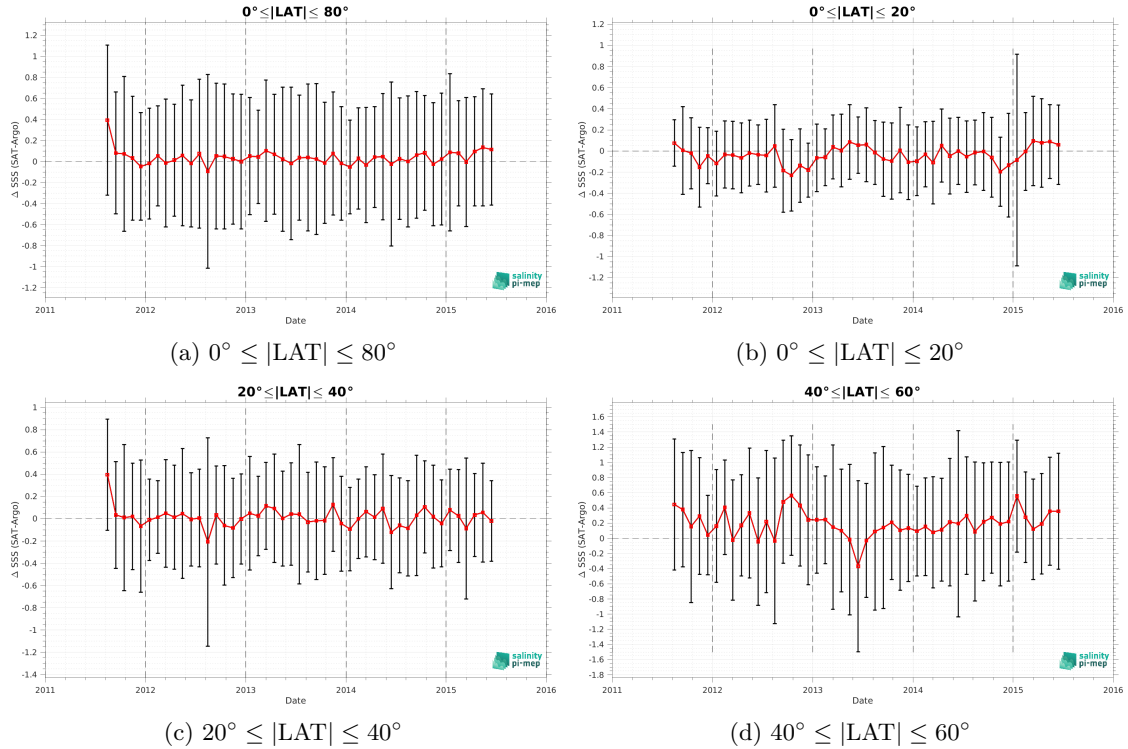 0°≤|LAT|≤ 80°
1.2
1
0.8
0.6
0.4
0.2
0
-0.2
-0.4
-0.6
-0.8
-1
-1.2
Δ SSS (SAT-Argo)
2011 2012 2013 2014 2015 2016
Date
salinity
pi-mep
(a) 0° ≤ |LAT| ≤ 80°
0°≤|LAT|≤ 20°
1.2
1
0.8
0.6
0.4
0.2
0
-0.2
-0.4
-0.6
-0.8
-1
-1.2
Δ SSS (SAT-Argo)
2011 2012 2013 2014 2015 2016
Date
salinity
pi-mep
(b) 0° ≤ |LAT| ≤ 20°
20°≤|LAT|≤ 40°
1
0.8
0.6
0.4
0.2
0
-0.2
-0.4
-0.6
-0.8
-1
-1.2
-1.4
Δ SSS (SAT-Argo)
2011 2012 2013 2014 2015 2016
Date
salinity
pi-mep
(c) 20° ≤ |LAT| ≤ 40°
40°≤|LAT|≤ 60°
1.6
1.4
1.2
1
0.8
0.6
0.4
0.2
0
-0.2
-0.4
-0.6
-0.8
-1
-1.2
-1.4
-1.6
-1.8
Δ SSS (SAT-Argo)
2011 2012 2013 2014 2015 2016
Date
salinity
pi-mep
(d) 40° ≤ |LAT| ≤ 60°